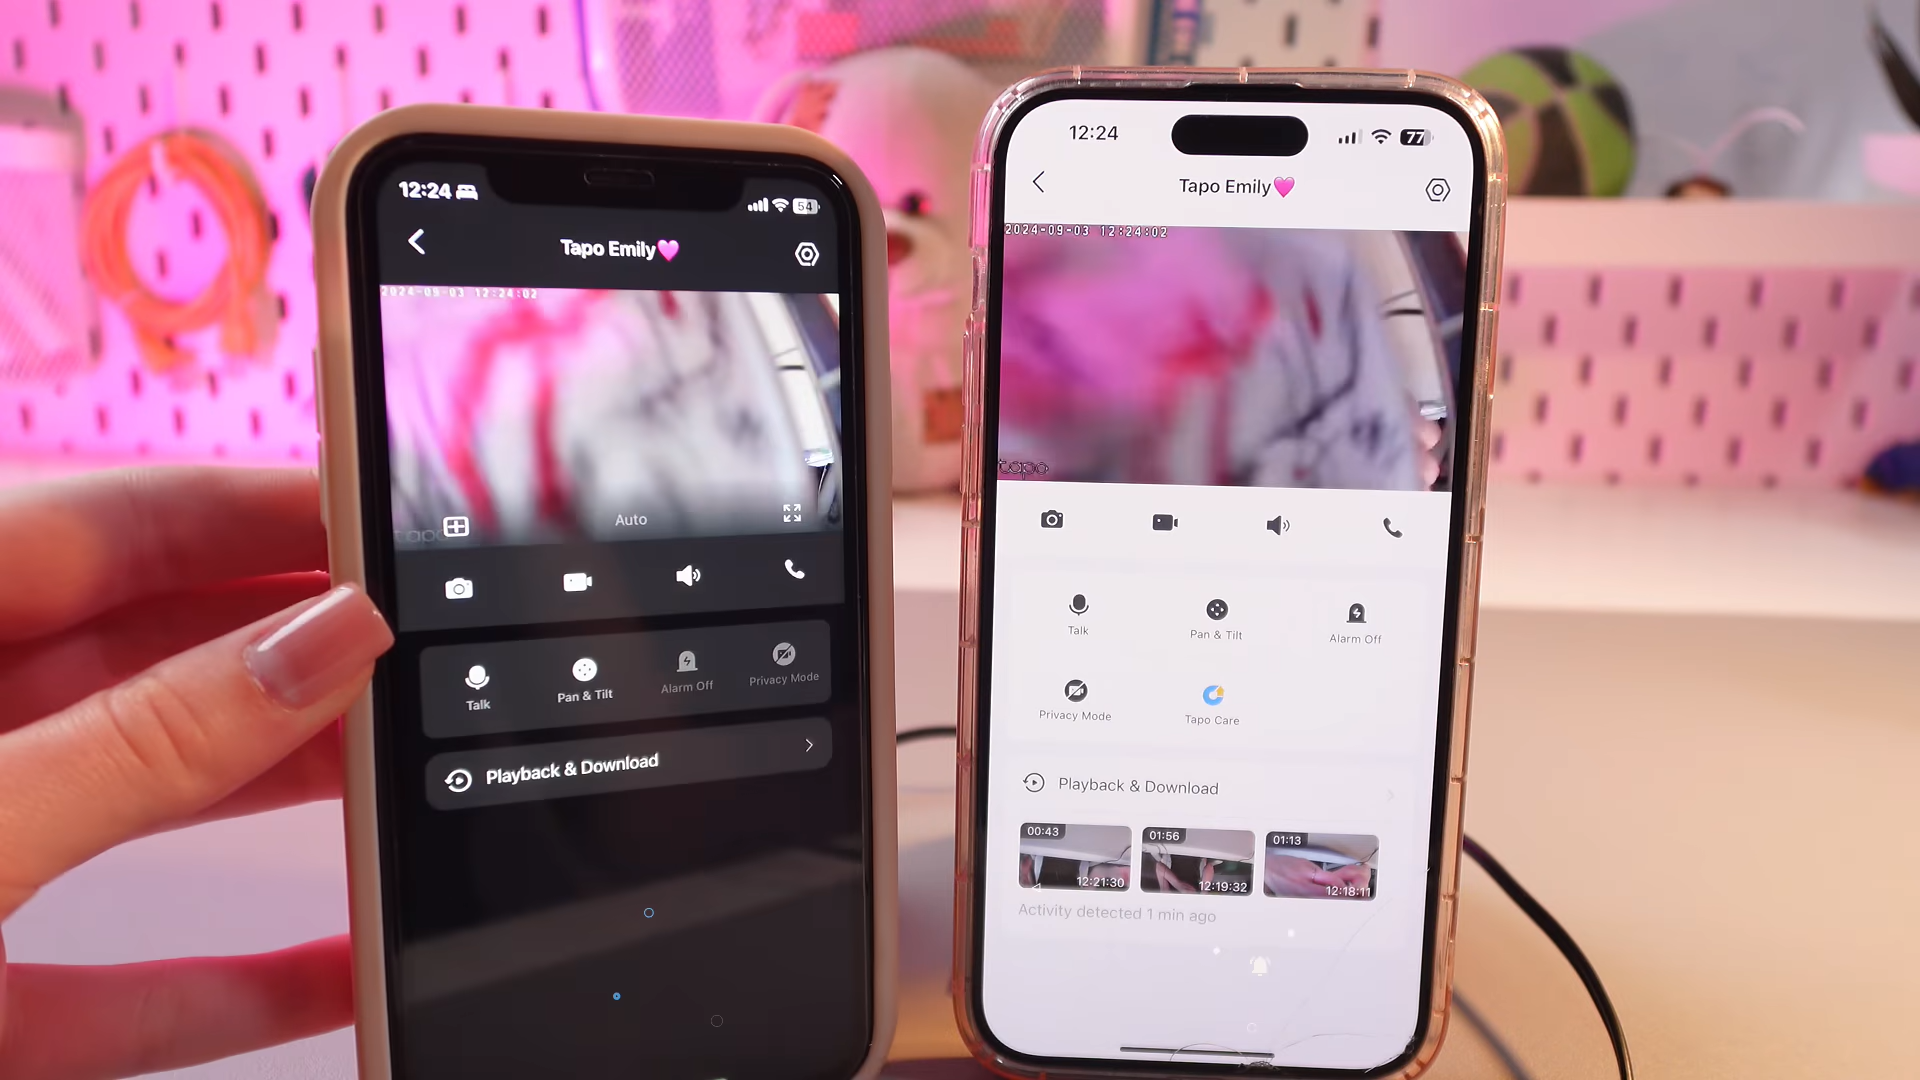 12:24
54
Tapo Emily🩷
2024-09-03 12:24:02
tapo
Auto
Talk
Pan & Tilt
Alarm Off
Privacy Mode
Playback & Download
12:24
77
Tapo Emily🩷
2024-09-03 12:24:02
tapo
Talk
Pan & Tilt
Alarm Off
Privacy Mode
Tapo Care
Playback & Download
00:43
12:21:30
01:56
12:19:32
01:13
12:18:11
Activity detected 1 min ago